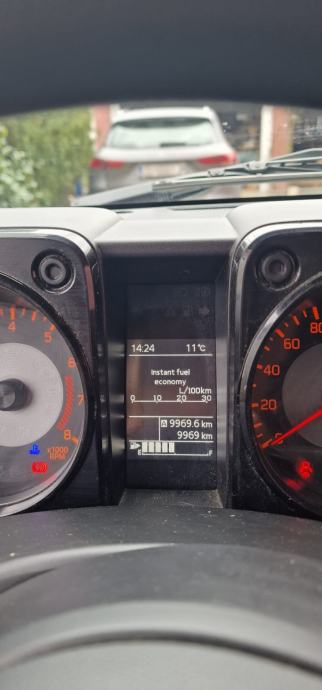 4
5
6
7
8
x1000
RPM
14:24 11°C
Instant fuel
economy
L/100km
0 10 20 30
A 9969.6 km
9969 km
E F
80
60
40
20
0